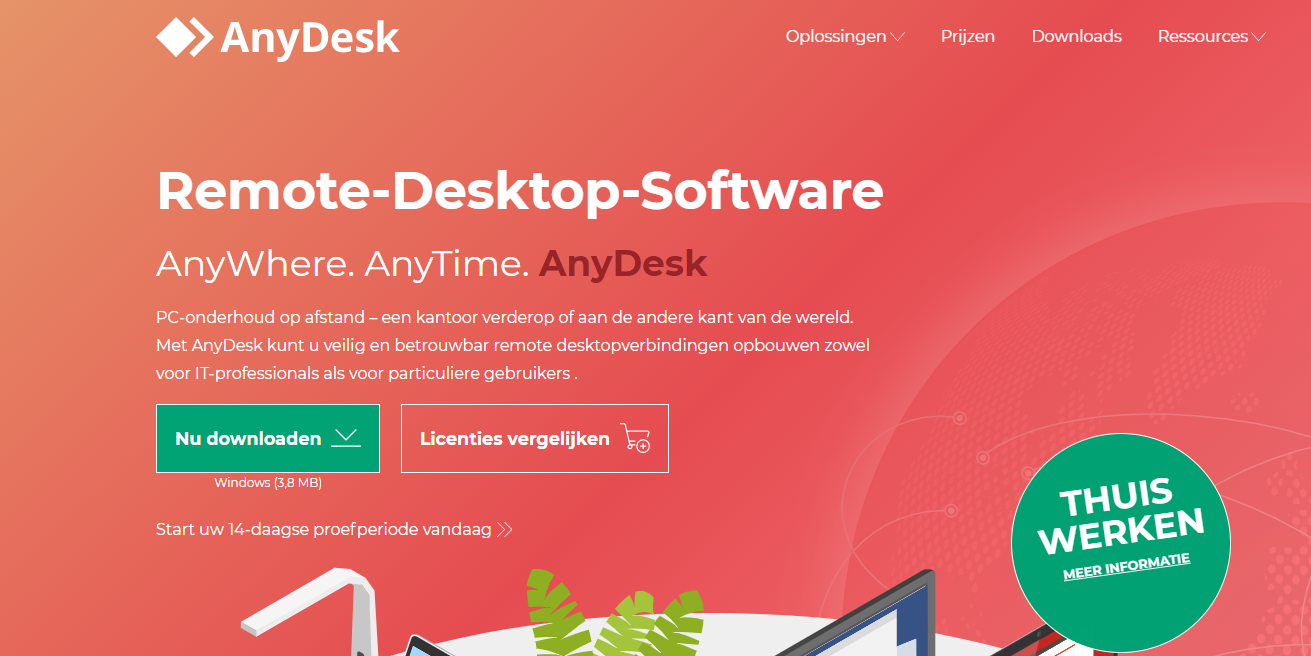 AnyDesk
Oplossingen
Prijzen
Downloads
Ressources
Remote-Desktop-Software
AnyWhere. AnyTime. AnyDesk
PC-onderhoud op afstand – een kantoor verderop of aan de andere kant van de wereld.
Met AnyDesk kunt u veilig en betrouwbar remote desktopverbindingen opbouwen zowel
voor IT-professionals als voor particuliere gebruikers .
Nu downloaden
Licenties vergelijken
Windows (3,8 MB)
Start uw 14-daagse proefperiode vandaag
THUIS
WERKEN
MEER INFORMATIE